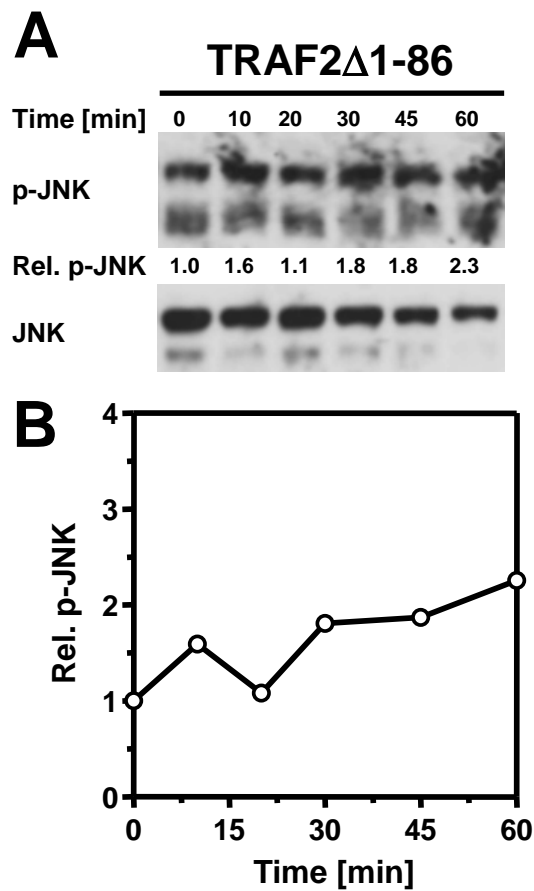 A
TRAF2Δ1-86
Time [min] 0 10 20 30 45 60
p-JNK
Rel. p-JNK 1.0 1.6 1.1 1.8 1.8 2.3
JNK
B
4
3
2
1
0
Rel. p-JNK
0 15 30 45 60
Time [min]